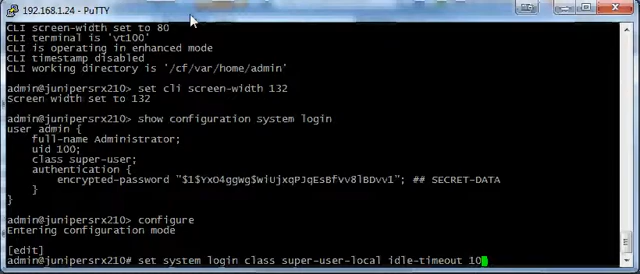 192.168.1.24 - PuTTY
CLI screen-width set to 80
CLI terminal is 'vt100'
CLI is operating in enhanced mode
CLI timestamp disabled
CLI working directory is '/cf/var/home/admin'
admin@junipersrx210> set cli screen-width 132
Screen width set to 132
admin@junipersrx210> show configuration system login
user admin {
full-name Administrator;
uid 100;
class super-user;
authentication {
encrypted-password "$1$YxO4ggWg$WiUjxqPJqEsBfvv8lBDvv1"; ## SECRET-DATA
}
}
admin@junipersrx210> configure
Entering configuration mode
[edit]
admin@junipersrx210# set system login class super-user-local idle-timeout 10